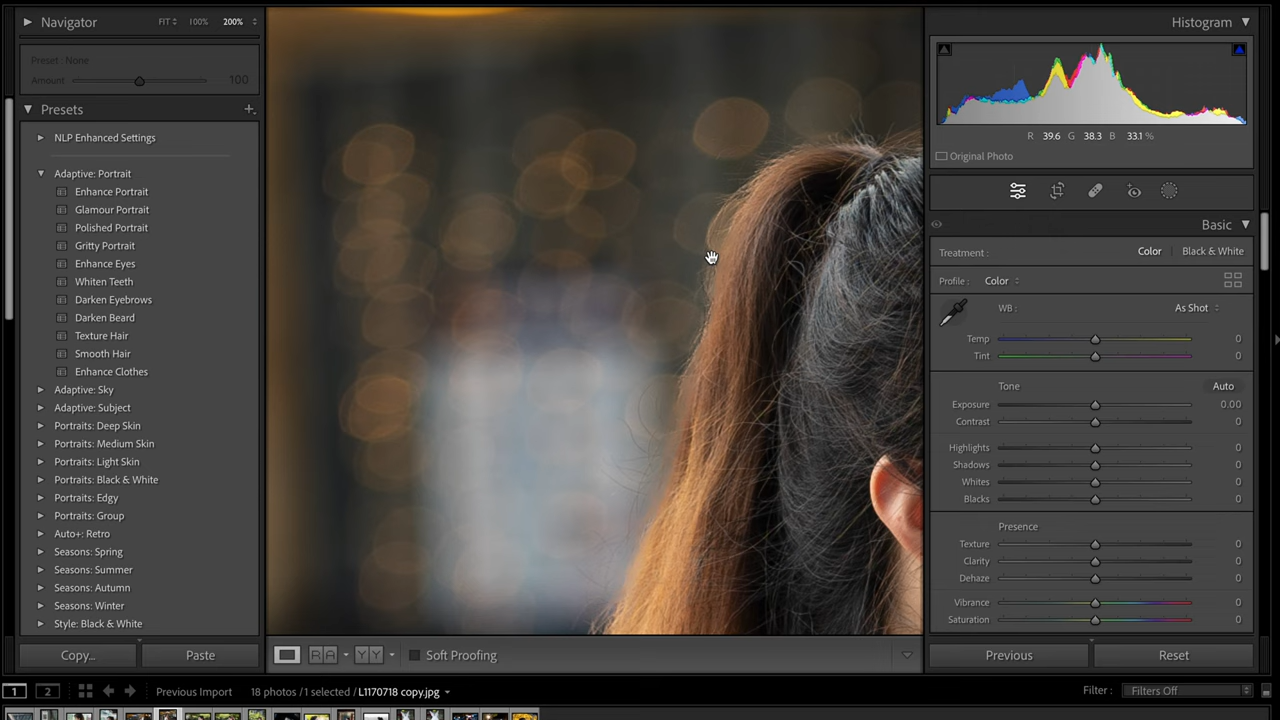 Navigator
FIT
100%
200%
Preset: None
Amount
100
Presets
NLP Enhanced Settings
Adaptive: Portrait
Enhance Portrait
Glamour Portrait
Polished Portrait
Gritty Portrait
Enhance Eyes
Whiten Teeth
Darken Eyebrows
Darken Beard
Texture Hair
Smooth Hair
Enhance Clothes
Adaptive: Sky
Adaptive: Subject
Portraits: Deep Skin
Portraits: Medium Skin
Portraits: Light Skin
Portraits: Black & White
Portraits: Edgy
Portraits: Group
Auto+: Retro
Seasons: Spring
Seasons: Summer
Seasons: Autumn
Seasons: Winter
Style: Black & White
Copy...
Paste
R A
Y Y
Soft Proofing
Histogram
R 39.6 G 38.3 B 33.1 %
Original Photo
Basic
Treatment :
Color
Black & White
Profile :
Color
WB :
As Shot
Temp 0
Tint 0
Tone
Auto
Exposure 0.00
Contrast 0
Highlights 0
Shadows 0
Whites 0
Blacks 0
Presence
Texture 0
Clarity 0
Dehaze 0
Vibrance 0
Saturation 0
Previous
Reset
1
2
Previous Import
18 photos / 1 selected / L1170718 copy.jpg
Filter :
Filters Off